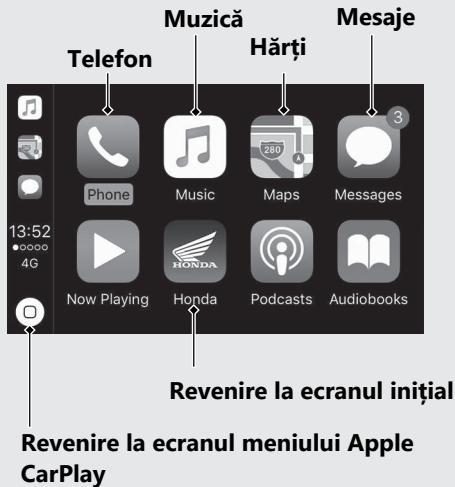 Muzică
Mesaje
Hărți
Telefon
3
280
Phone
Music
Maps
Messages
13:52
4G
HONDA
Now Playing
Honda
Podcasts
Audiobooks
Revenire la ecranul inițial
Revenire la ecranul meniului Apple
CarPlay